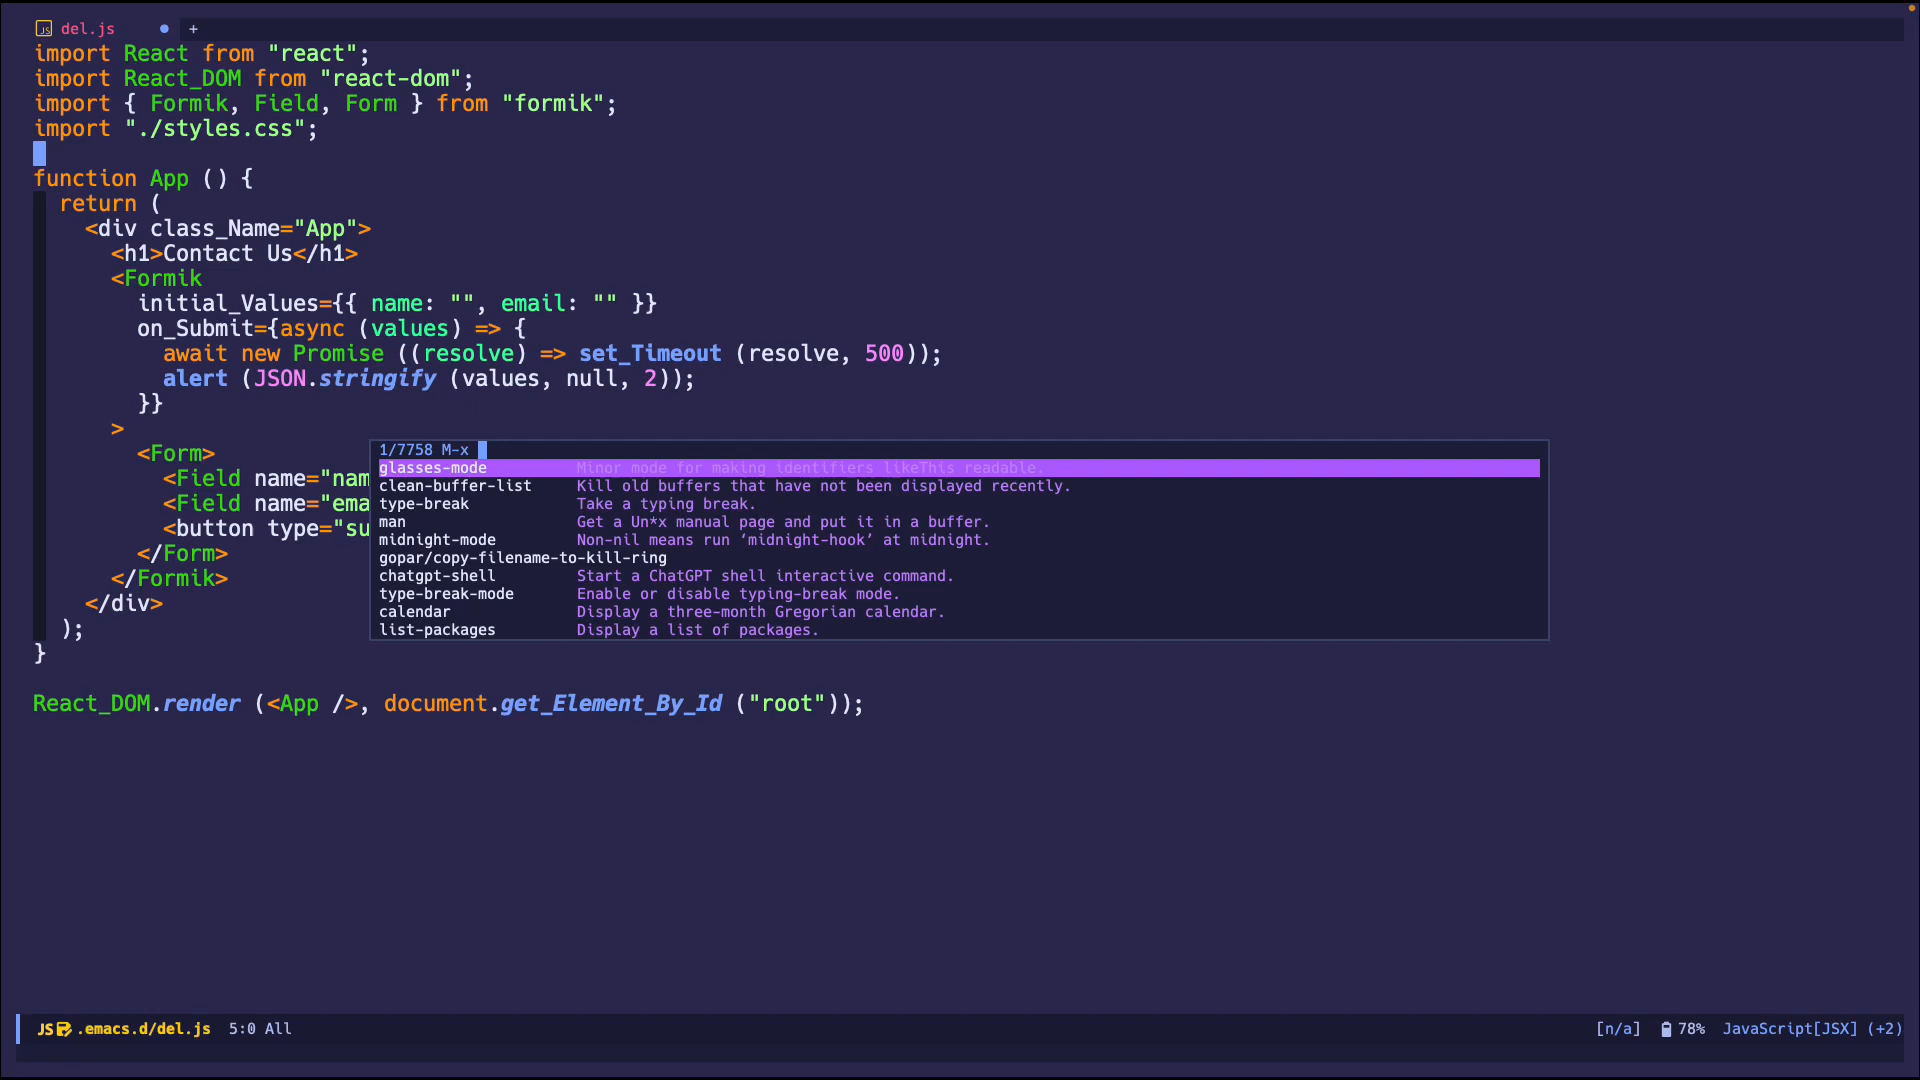 JS del.js +
import React from "react";
import React_DOM from "react-dom";
import { Formik, Field, Form } from "formik";
import "./styles.css";
function App () {
  return (
    <div class_Name="App">
      <h1>Contact Us</h1>
      <Formik
        initial_Values={{ name: "", email: "" }}
        on_Submit={async (values) => {
          await new Promise ((resolve) => set_Timeout (resolve, 500));
          alert (JSON.stringify (values, null, 2));
        }}
      >
        <Form>
          <Field name="nam
          <Field name="ema
          <button type="su
        </Form>
      </Formik>
    </div>
  );
}
React_DOM.render (<App />, document.get_Element_By_Id ("root"));
1/7758 M-x
glasses-mode Minor mode for making identifiers likeThis readable.
clean-buffer-list Kill old buffers that have not been displayed recently.
type-break Take a typing break.
man Get a Un*x manual page and put it in a buffer.
midnight-mode Non-nil means run ‘midnight-hook’ at midnight.
gopar/copy-filename-to-kill-ring
chatgpt-shell Start a ChatGPT shell interactive command.
type-break-mode Enable or disable typing-break mode.
calendar Display a three-month Gregorian calendar.
list-packages Display a list of packages.
JS .emacs.d/del.js 5:0 All [n/a] 78% JavaScript[JSX] (+2)